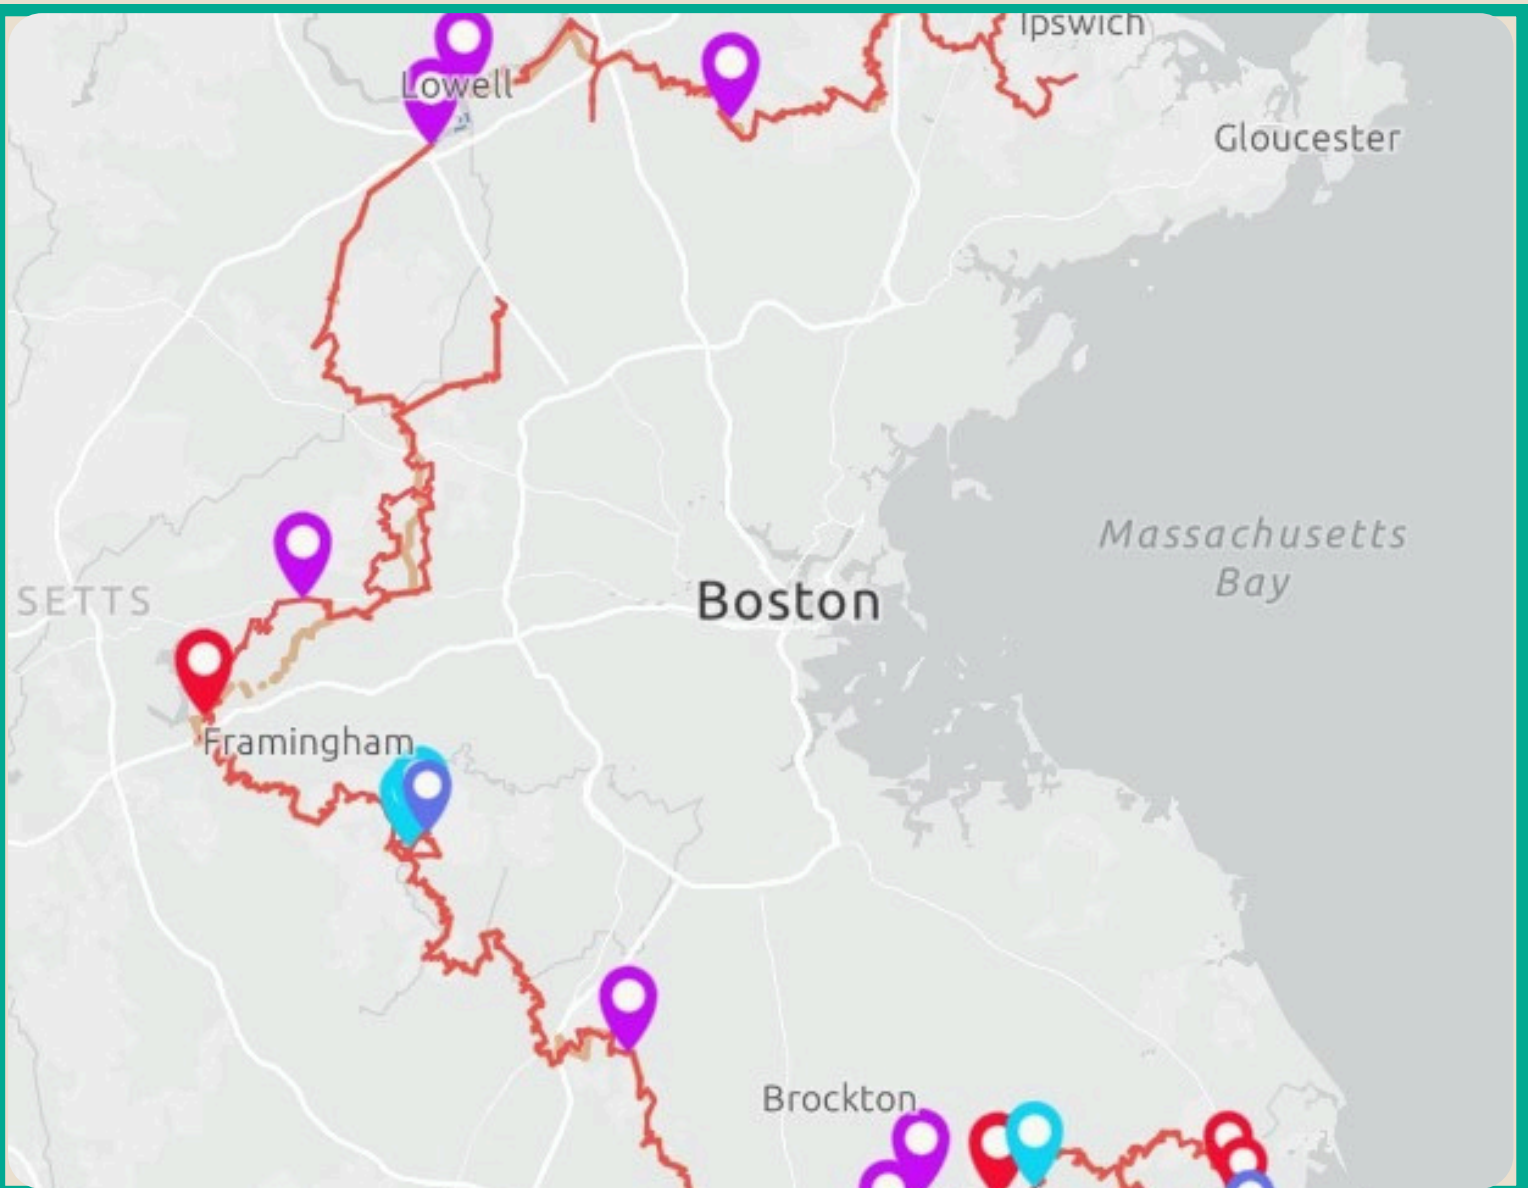 Ipswich
Lowell
Gloucester
Massachusetts
Bay
SETTS
Boston
Framingham
Brockton